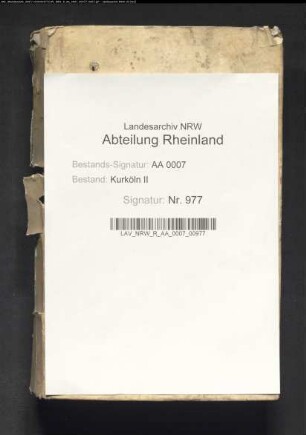 Landesarchiv NRW
Abteilung Rheinland
Bestands-Signatur: AA 0007
Bestand: Kurköln II
Signatur: Nr. 977
LAV_NRW_R_AA_0007_00977